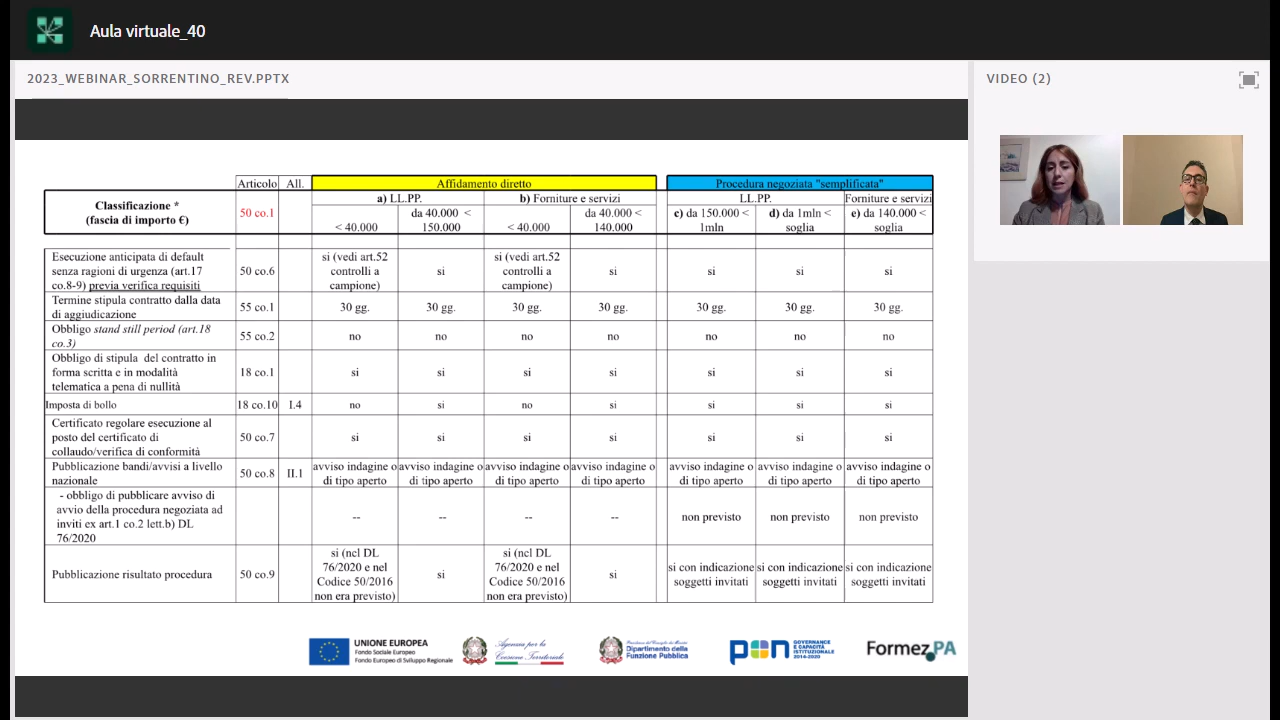 Aula virtuale_40
2023_WEBINAR_SORRENTINO_REV.PPTX
VIDEO (2)
Articolo All. Affidamento diretto Procedura negoziata "semplificata"
Classificazione *
(fascia di importo €)
50 co.1
a) LL.PP. b) Forniture e servizi LL.PP. Forniture e servizi
< 40.000
da 40.000 <
150.000
< 40.000
da 40.000 <
140.000
c) da 150.000 <
1mln
d) da 1mln <
soglia
e) da 140.000 <
soglia
Esecuzione anticipata di default
senza ragioni di urgenza (art.17
co.8-9) previa verifica requisiti
50 co.6
si (vedi art.52
controlli a
campione)
si
si (vedi art.52
controlli a
campione)
si
si
si
si
Termine stipula contratto dalla data
di aggiudicazione
55 co.1
30 gg. 30 gg. 30 gg. 30 gg. 30 gg. 30 gg. 30 gg.
Obbligo stand still period (art.18
co.3)
55 co.2
no no no no no no no
Obbligo di stipula del contratto in
forma scritta e in modalità
telematica a pena di nullità
18 co.1
si si si si si si si
Imposta di bollo 18 co.10 I.4 no si no si si si si
Certificato regolare esecuzione al
posto del certificato di
collaudo/verifica di conformità
50 co.7
si si si si si si si
Pubblicazione bandi/avvisi a livello
nazionale
50 co.8 II.1
avviso indagine o
di tipo aperto
avviso indagine o
di tipo aperto
avviso indagine o
di tipo aperto
avviso indagine o
di tipo aperto
avviso indagine o
di tipo aperto
avviso indagine o
di tipo aperto
avviso indagine o
di tipo aperto
- obbligo di pubblicare avviso di
avvio della procedura negoziata ad
inviti ex art.1 co.2 lett.b) DL
76/2020
-- -- -- -- non previsto non previsto non previsto
Pubblicazione risultato procedura
50 co.9
si (ncl DL
76/2020 e nel
Codice 50/2016
non era previsto)
si
si (ncl DL
76/2020 e nel
Codice 50/2016
non era previsto)
si
si con indicazione
soggetti invitati
si con indicazione
soggetti invitati
si con indicazione
soggetti invitati
UNIONE EUROPEA
Fondo Sociale Europeo
Fondo Europeo di Sviluppo Regionale
Agenzia per la
Coesione Territoriale
Presidenza del Consiglio dei Ministri
Dipartimento della
Funzione Pubblica
pon
GOVERNANCE
E CAPACITÀ
ISTITUZIONALE
2014-2020
Formez PA